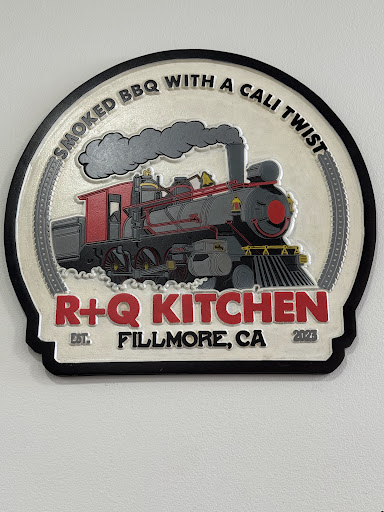 SMOKED BBQ WITH A CALI TWIST
R+Q KITCHEN
EST. 2023
FILLMORE, CA